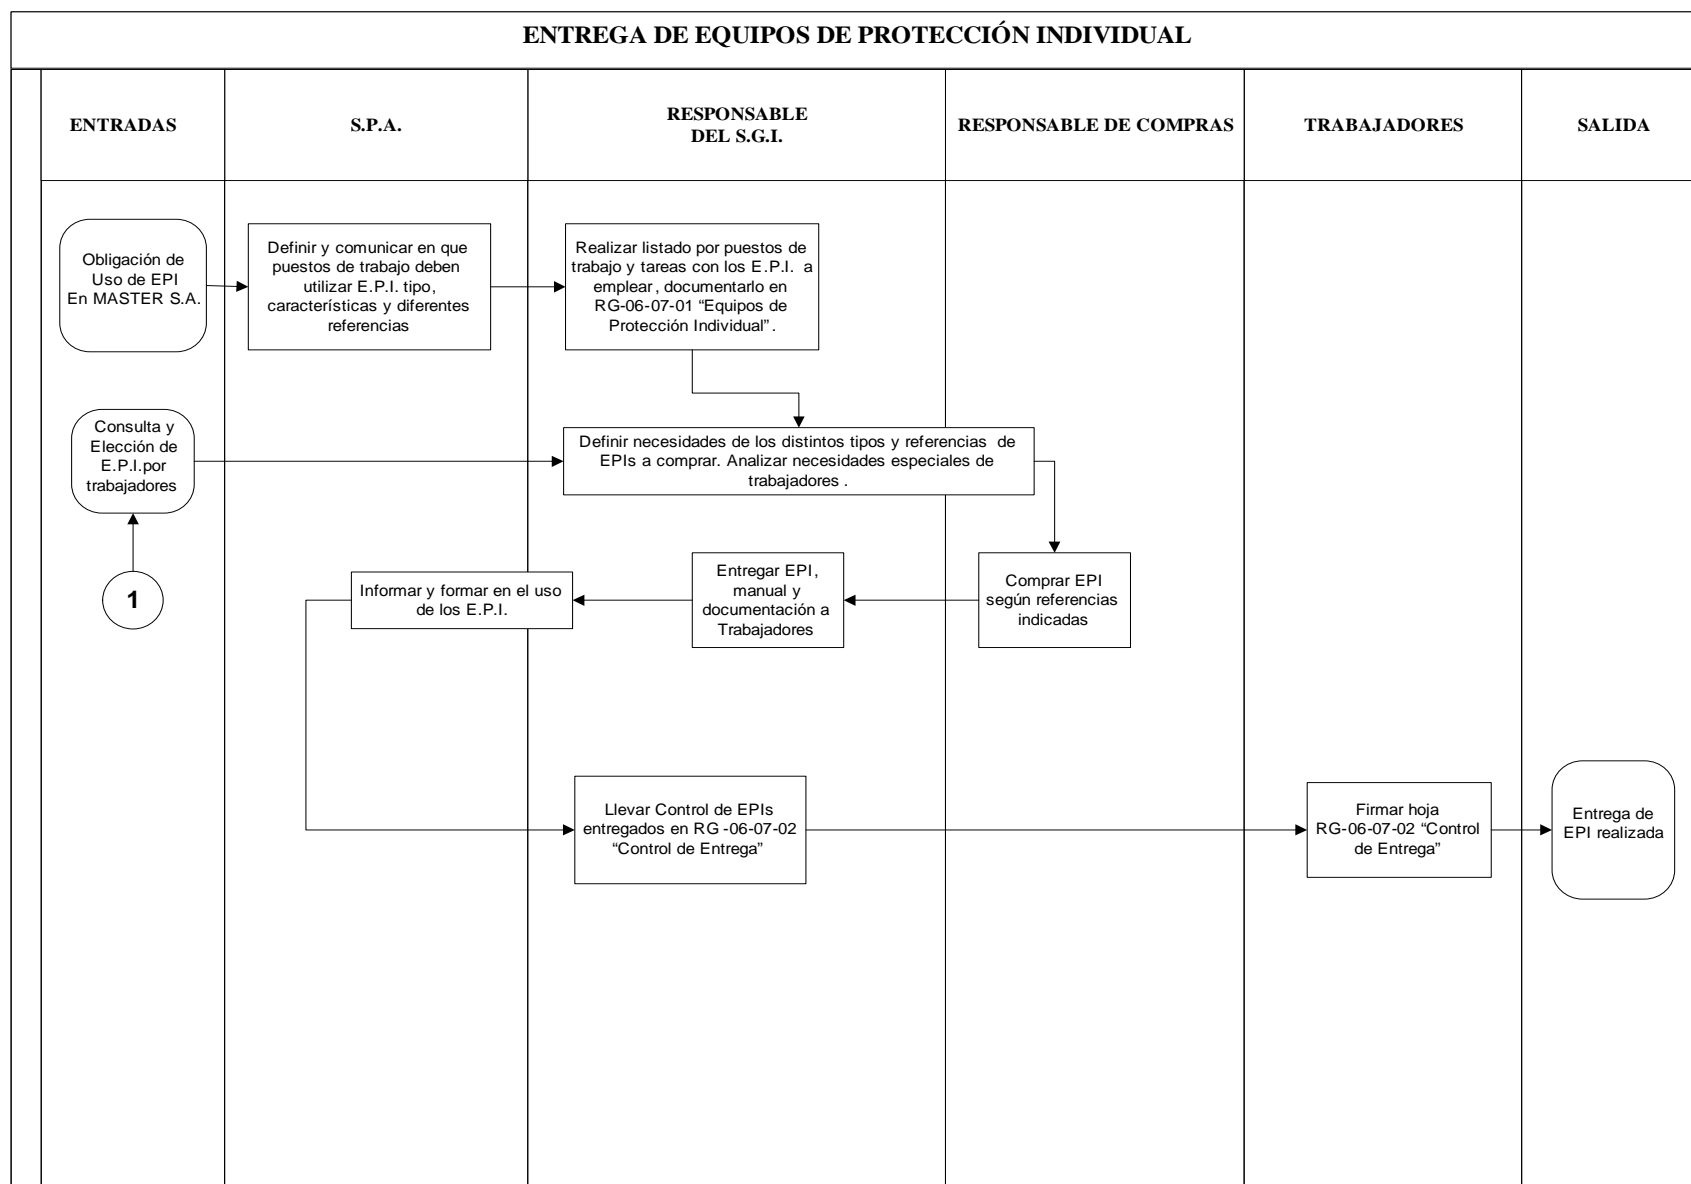 ENTREGA DE EQUIPOS DE PROTECCIÓN INDIVIDUAL
ENTRADAS
S.P.A.
RESPONSABLE
DEL S.G.I.
RESPONSABLE DE COMPRAS
TRABAJADORES
SALIDA
Obligación de
Uso de EPI
En MASTER S.A.
Definir y comunicar en que
puestos de trabajo deben
utilizar E.P.I. tipo,
características y diferentes
referencias
Realizar listado por puestos de
trabajo y tareas con los E.P.I. a
emplear, documentarlo en
RG-06-07-01 “Equipos de
Protección Individual”.
Consulta y
Elección de
E.P.I.por
trabajadores
Definir necesidades de los distintos tipos y referencias de
EPIs a comprar. Analizar necesidades especiales de
trabajadores .
1
Informar y formar en el uso
de los E.P.I.
Entregar EPI,
manual y
documentación a
Trabajadores
Comprar EPI
según referencias
indicadas
Llevar Control de EPIs
entregados en RG -06-07-02
“Control de Entrega”
Firmar hoja
RG-06-07-02 “Control
de Entrega”
Entrega de
EPI realizada